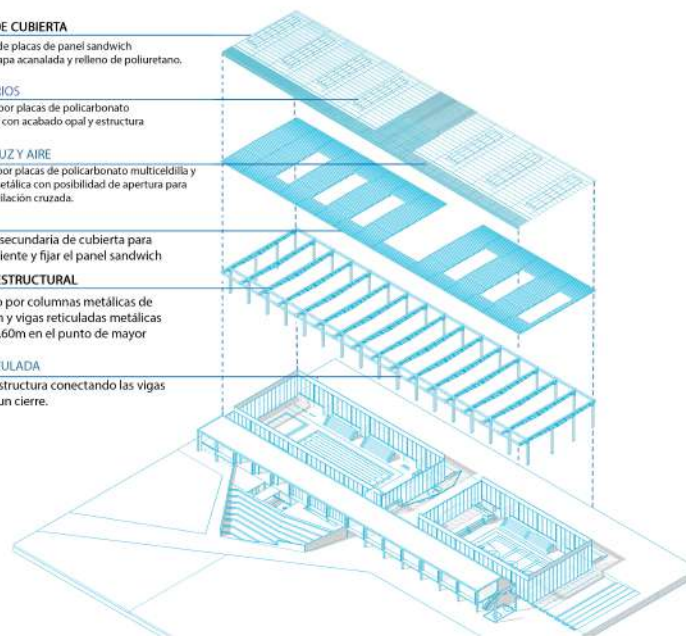 DE CUBIERTA
de placas de panel sandwich
apa acanalada y relleno de poliuretano.
RIOS
por placas de policarbonato
con acabado opal y estructura
UZ Y AIRE
por placas de policarbonato multiceldilla y
etálica con posibilidad de apertura para
ilación cruzada.
secundaria de cubierta para
iente y fijar el panel sandwich
ESTRUCTURAL
o por columnas metálicas de
n y vigas reticuladas metálicas
.60m en el punto de mayor
ULADA
structura conectando las vigas
un cierre.